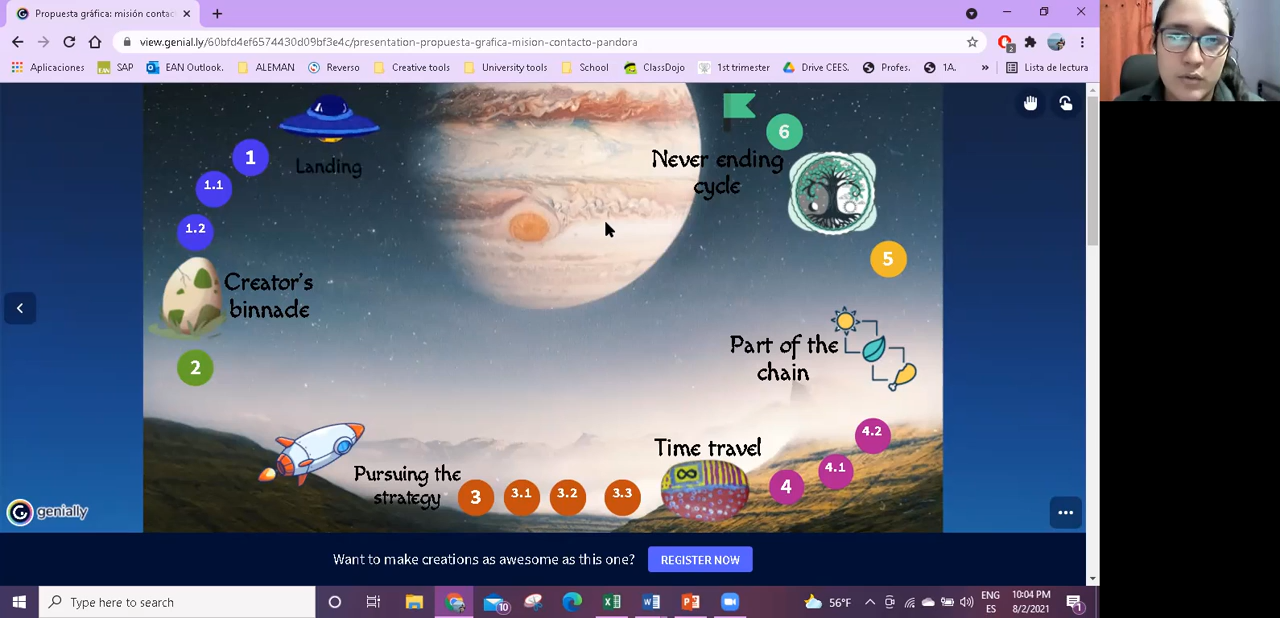 Propuesta gráfica: misión contac
view.genial.ly/60bfd4ef6574430d09bf3e4c/presentation-propuesta-grafica-mision-contacto-pandora
2
Aplicaciones
EAN
SAP
EAN Outlook.
ALEMAN
Reverso
Creative tools
University tools
School
ClassDojo
1st trimester
Drive CEES.
Profes.
1A.
»
Lista de lectura
1
Landing
1.1
1.2
Creator's
binnade
2
Pursuing the
strategy
3
3.1
3.2
3.3
Time travel
4
4.1
4.2
Part of the
chain
5
Never ending
cycle
6
genially
Want to make creations as awesome as this one?
REGISTER NOW
Type here to search
10
56°F
ENG
ES
10:04 PM
8/2/2021
1